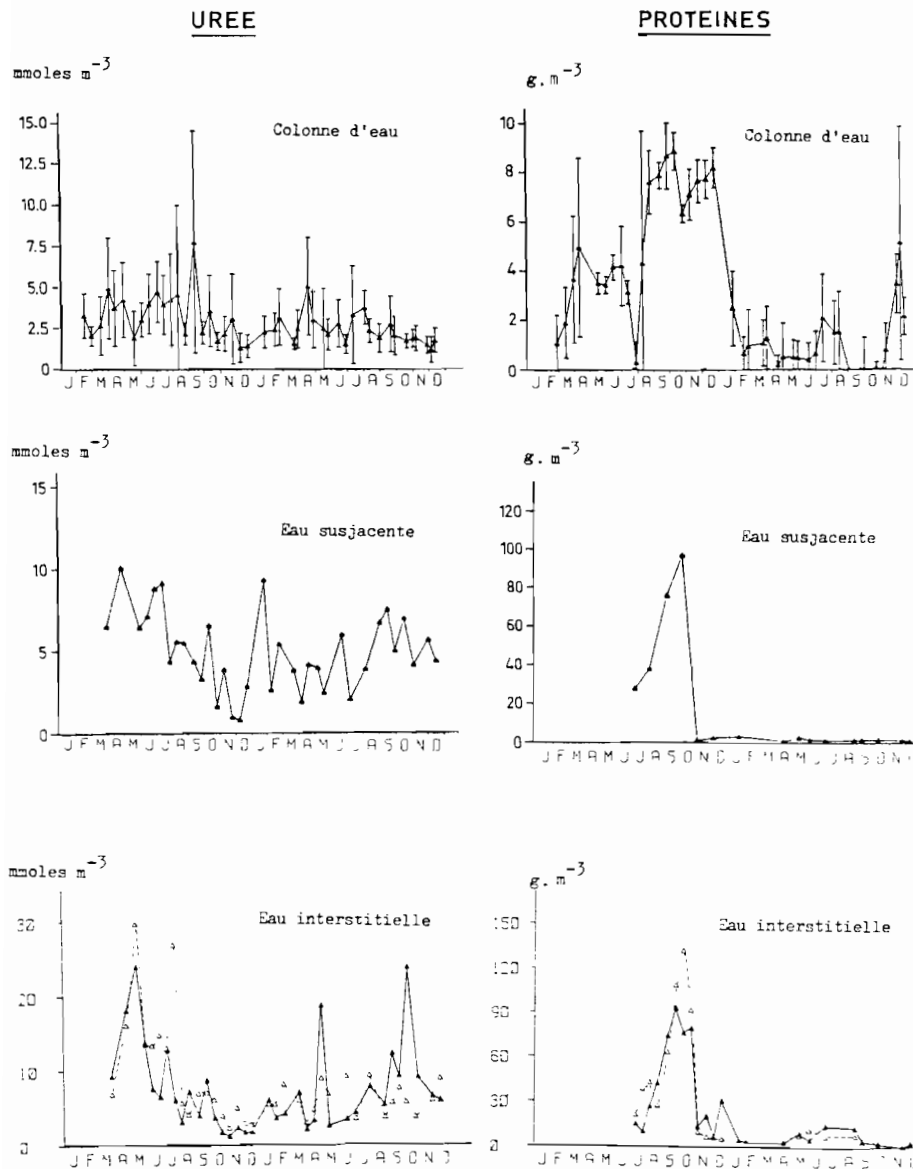 UREE
PROTEINES
mmoles m-3
g.m-3
Colonne d'eau
Colonne d'eau
15.0
12.5
10.0
7.5
5.0
2.5
0
J F M A M J J A S O N D J F M A M J J A S O N D
10
8
6
4
2
0
J F M A M J J A S O N D J F M A M J J A S O N D
mmoles m-3
g.m-3
Eau susjacente
Eau susjacente
15
10
5
0
J F M A M J J A S O N D J F M A M J J A S O N D
120
100
80
60
40
20
0
J F M A M J J A S O N D J F M A M J J A S O N
mmoles m-3
g.m-3
Eau interstitielle
Eau interstitielle
30
20
10
0
J F M A M J J A S O N D J F M A M J J A S O N D
150
120
90
60
30
0
J F M A M J J A S O N D J F M A M J J A S O N